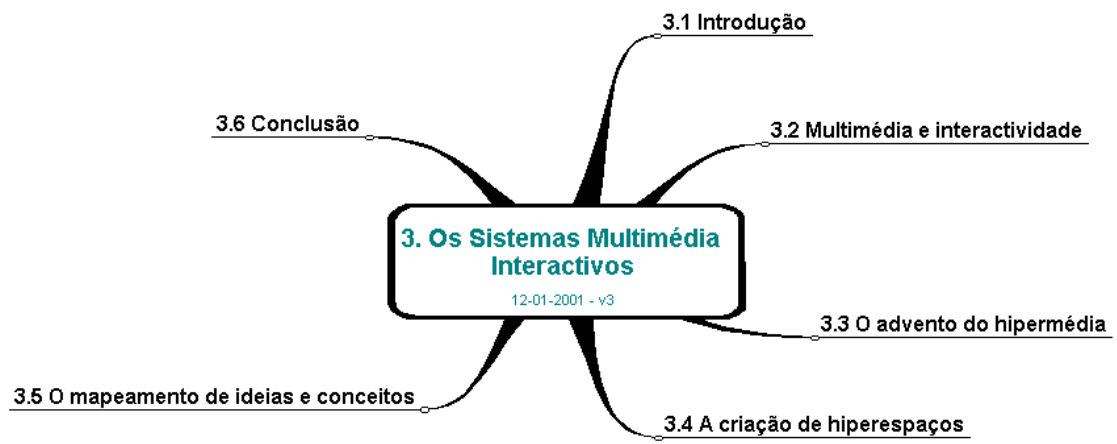 3. Os Sistemas Multimédia
Interactivos
12-01-2001 - v3
3.1 Introdução
3.2 Multimédia e interactividade
3.3 O advento do hipermédia
3.4 A criação de hiperespaços
3.5 O mapeamento de ideias e conceitos
3.6 Conclusão